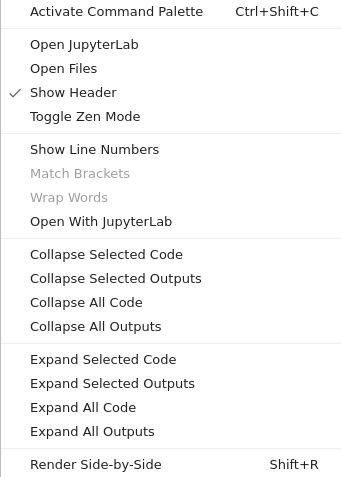 Activate Command Palette Ctrl+Shift+C
Open JupyterLab
Open Files
Show Header
Toggle Zen Mode
Show Line Numbers
Match Brackets
Wrap Words
Open With JupyterLab
Collapse Selected Code
Collapse Selected Outputs
Collapse All Code
Collapse All Outputs
Expand Selected Code
Expand Selected Outputs
Expand All Code
Expand All Outputs
Render Side-by-Side Shift+R